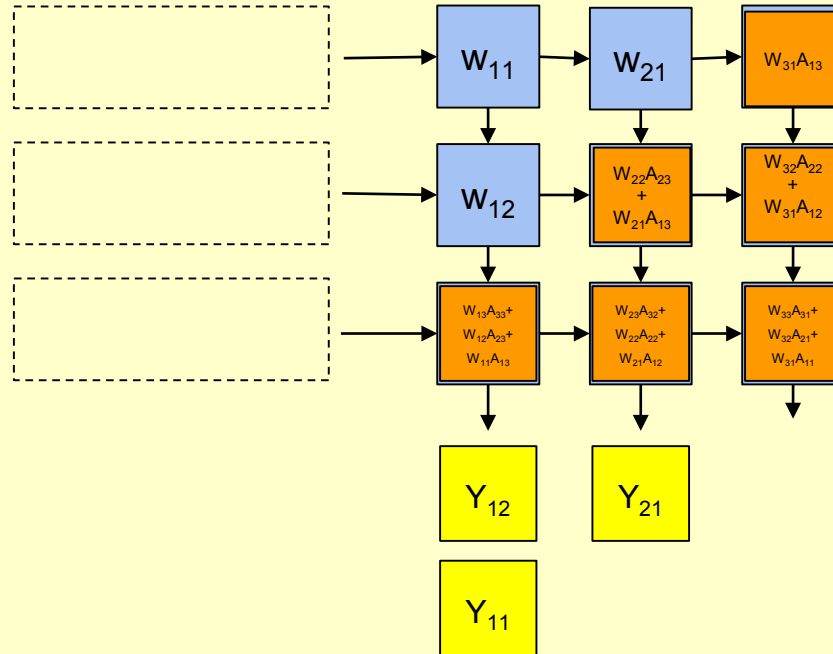 W₁₁ W₂₁ W₃₁A₁₃
W₁₂
W₂₂A₂₃
+
W₂₁A₁₃
W₃₂A₂₂
+
W₃₁A₁₂
W₁₃A₃₃+
W₁₂A₂₃+
W₁₁A₁₃
W₂₃A₃₂+
W₂₂A₂₂+
W₂₁A₁₂
W₃₃A₃₁+
W₃₂A₂₁+
W₃₁A₁₁
Y₁₂ Y₂₁
Y₁₁